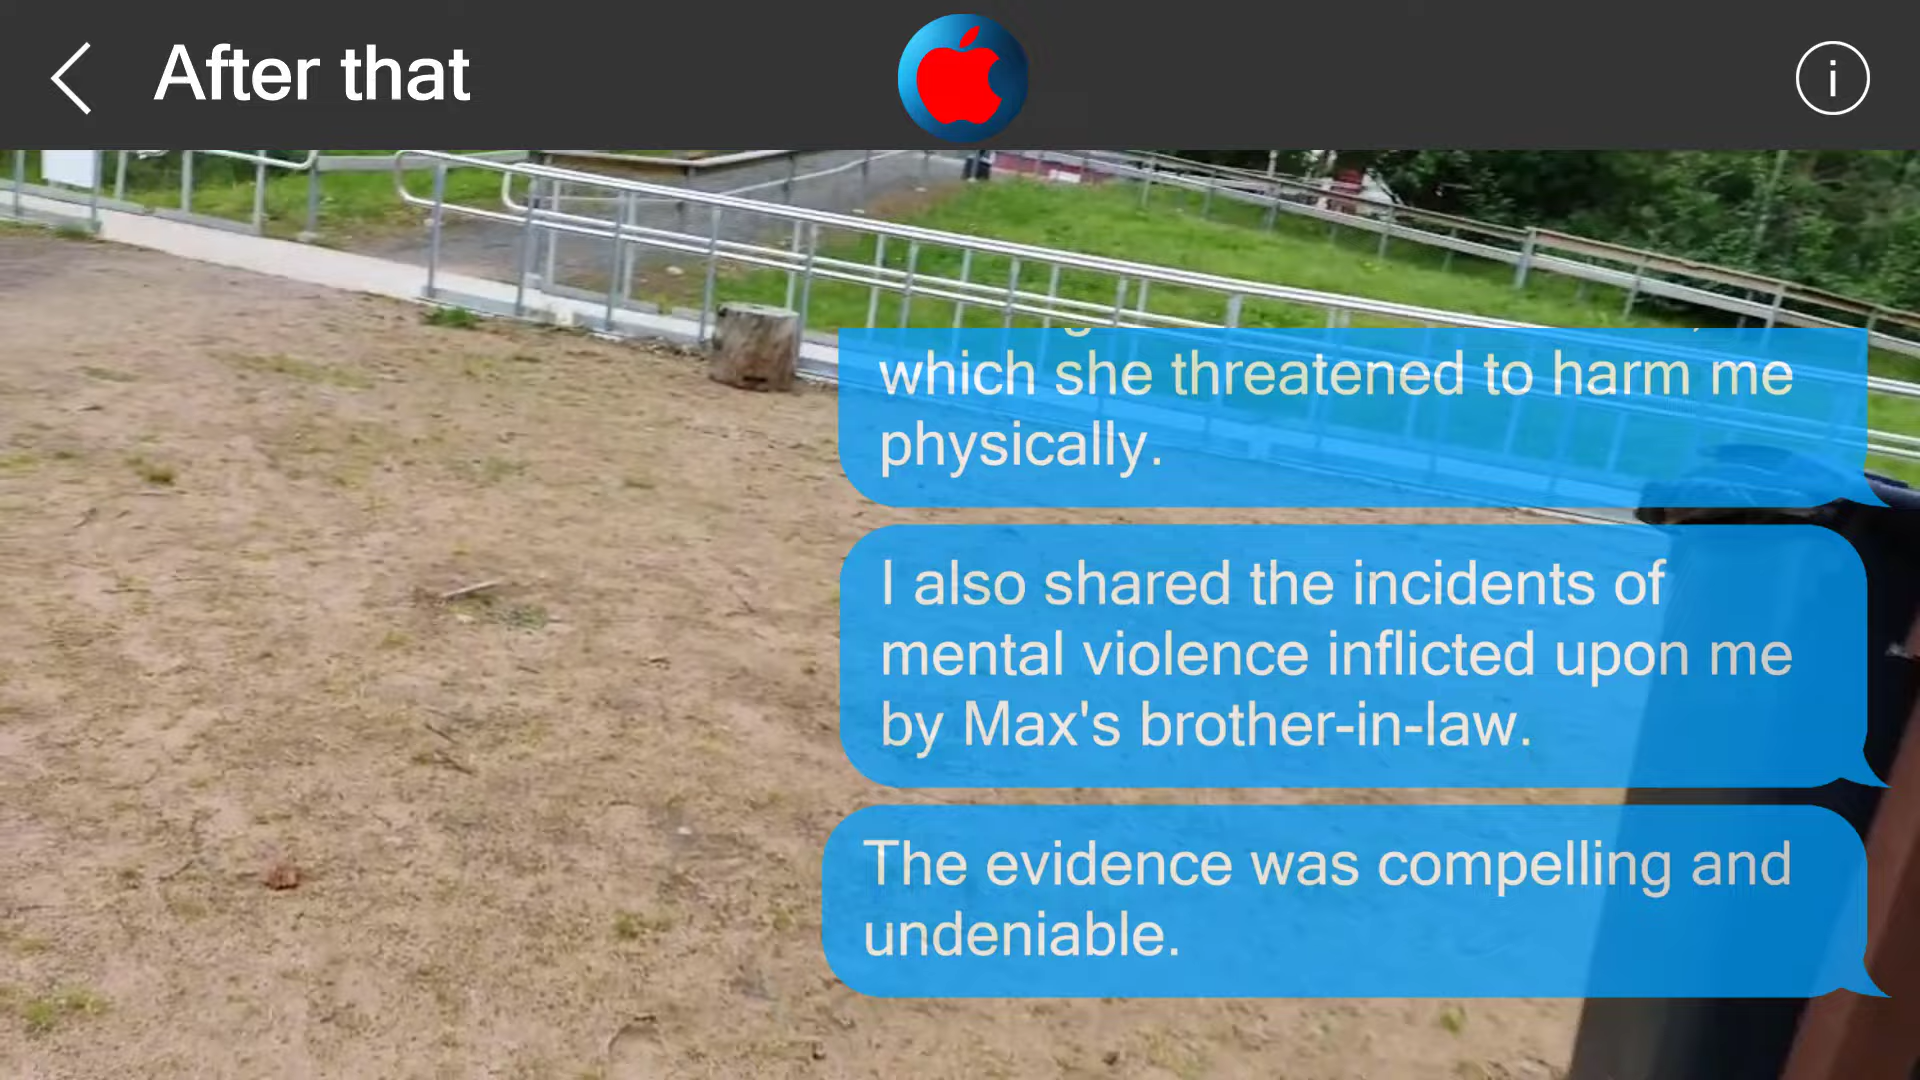 After that
i
which she threatened to harm me
physically.
I also shared the incidents of
mental violence inflicted upon me
by Max's brother-in-law.
The evidence was compelling and
undeniable.